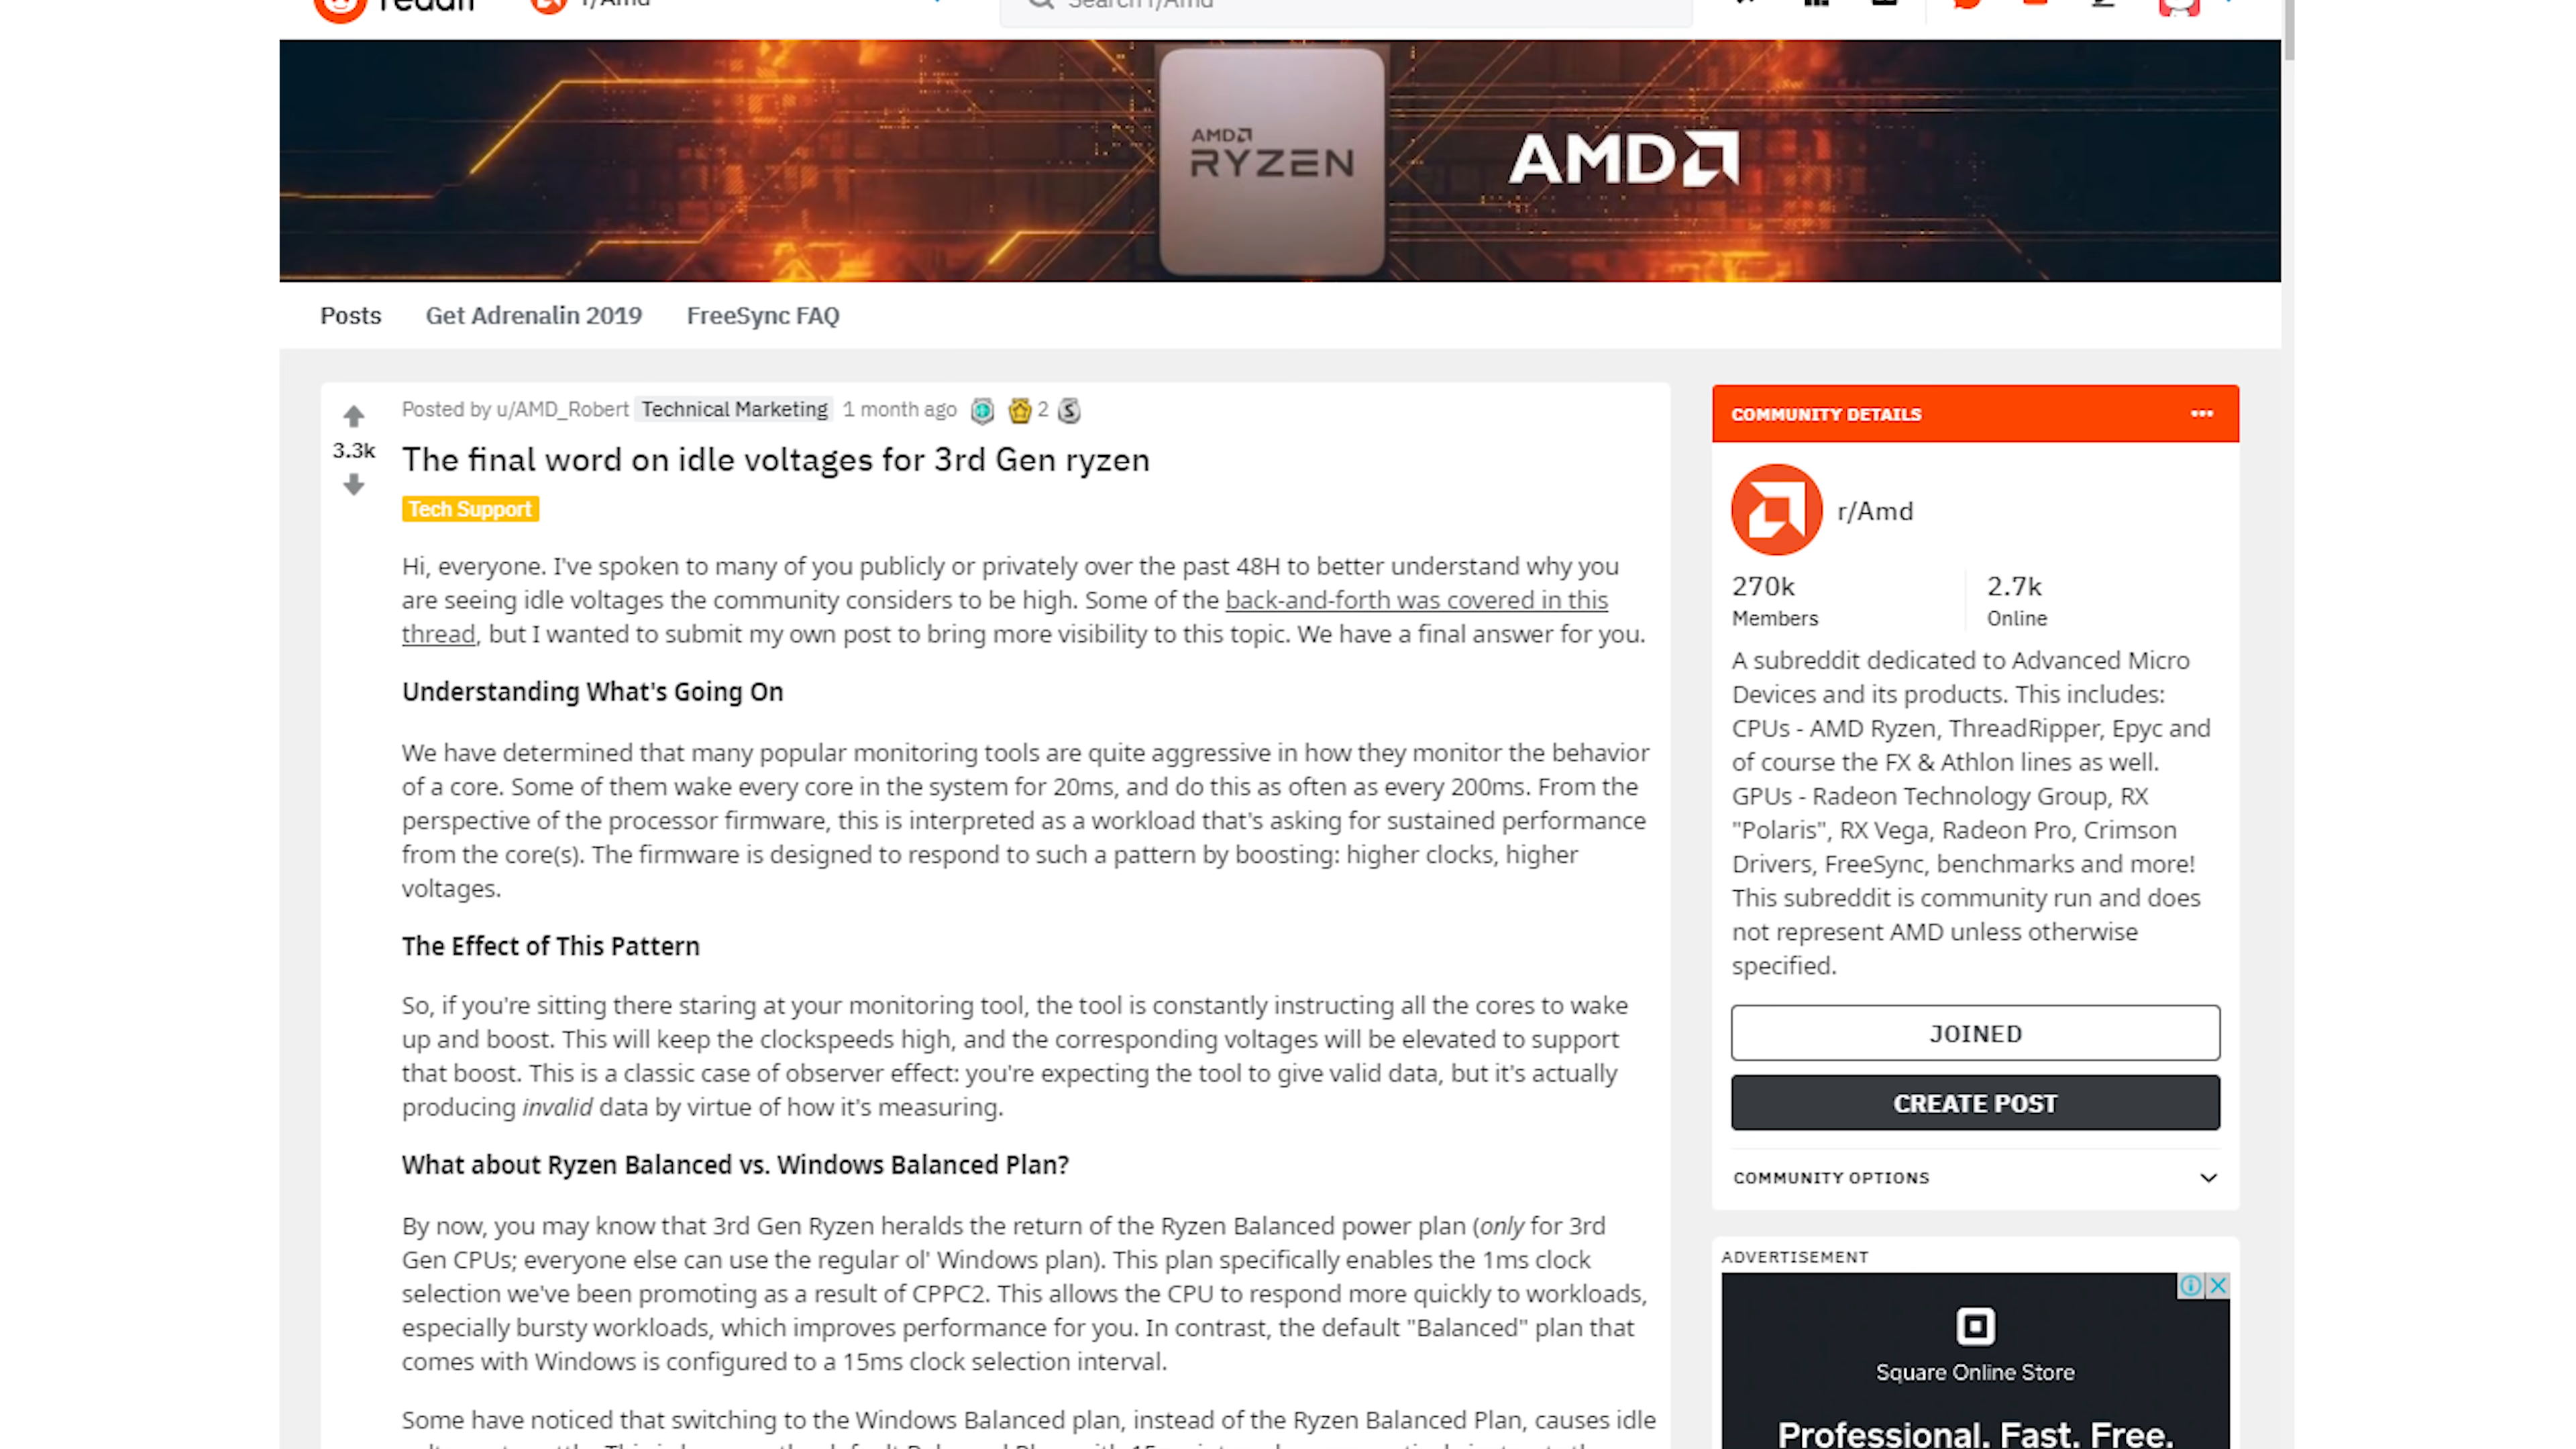 reddit r/Amd Search r/Amd
AMD
RYZEN
AMD
Posts Get Adrenalin 2019 FreeSync FAQ
Posted by u/AMD_Robert Technical Marketing 1 month ago 2 S
3.3k
The final word on idle voltages for 3rd Gen ryzen
Tech Support
Hi, everyone. I've spoken to many of you publicly or privately over the past 48H to better understand why you
are seeing idle voltages the community considers to be high. Some of the back-and-forth was covered in this
thread, but I wanted to submit my own post to bring more visibility to this topic. We have a final answer for you.
Understanding What's Going On
We have determined that many popular monitoring tools are quite aggressive in how they monitor the behavior
of a core. Some of them wake every core in the system for 20ms, and do this as often as every 200ms. From the
perspective of the processor firmware, this is interpreted as a workload that's asking for sustained performance
from the core(s). The firmware is designed to respond to such a pattern by boosting: higher clocks, higher
voltages.
The Effect of This Pattern
So, if you're sitting there staring at your monitoring tool, the tool is constantly instructing all the cores to wake
up and boost. This will keep the clockspeeds high, and the corresponding voltages will be elevated to support
that boost. This is a classic case of observer effect: you're expecting the tool to give valid data, but it's actually
producing invalid data by virtue of how it's measuring.
What about Ryzen Balanced vs. Windows Balanced Plan?
By now, you may know that 3rd Gen Ryzen heralds the return of the Ryzen Balanced power plan (only for 3rd
Gen CPUs; everyone else can use the regular ol' Windows plan). This plan specifically enables the 1ms clock
selection we've been promoting as a result of CPPC2. This allows the CPU to respond more quickly to workloads,
especially bursty workloads, which improves performance for you. In contrast, the default "Balanced" plan that
comes with Windows is configured to a 15ms clock selection interval.
Some have noticed that switching to the Windows Balanced plan, instead of the Ryzen Balanced Plan, causes idle
COMMUNITY DETAILS
r/Amd
270k 2.7k
Members Online
A subreddit dedicated to Advanced Micro
Devices and its products. This includes:
CPUs - AMD Ryzen, ThreadRipper, Epyc and
of course the FX & Athlon lines as well.
GPUs - Radeon Technology Group, RX
"Polaris", RX Vega, Radeon Pro, Crimson
Drivers, FreeSync, benchmarks and more!
This subreddit is community run and does
not represent AMD unless otherwise
specified.
JOINED
CREATE POST
COMMUNITY OPTIONS
ADVERTISEMENT
Square Online Store
Professional. Fast. Free.